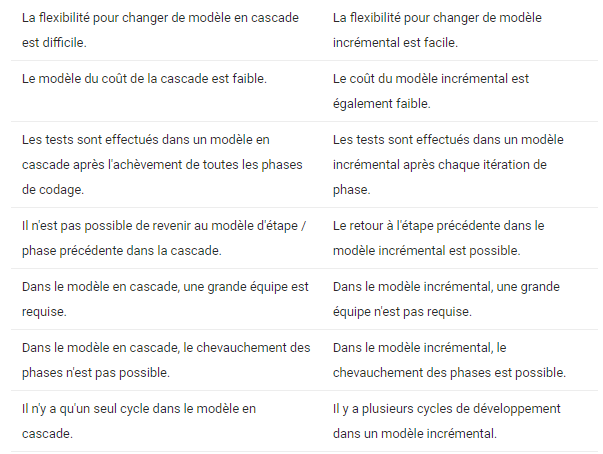 La flexibilité pour changer de modèle en cascade
est difficile.
La flexibilité pour changer de modèle
incrémental est facile.
Le modèle du coût de la cascade est faible.
Le coût du modèle incrémental est
également faible.
Les tests sont effectués dans un modèle en
cascade après l'achèvement de toutes les phases
de codage.
Les tests sont effectués dans un modèle
incrémental après chaque itération de
phase.
Il n'est pas possible de revenir au modèle d'étape /
phase précédente dans la cascade.
Le retour à l'étape précédente dans le
modèle incrémental est possible.
Dans le modèle en cascade, une grande équipe est
requise.
Dans le modèle incrémental, une grande
équipe n'est pas requise.
Dans le modèle en cascade, le chevauchement des
phases n'est pas possible.
Dans le modèle incrémental, le
chevauchement des phases est possible.
Il n'y a qu'un seul cycle dans le modèle en
cascade.
Il y a plusieurs cycles de développement
dans un modèle incrémental.